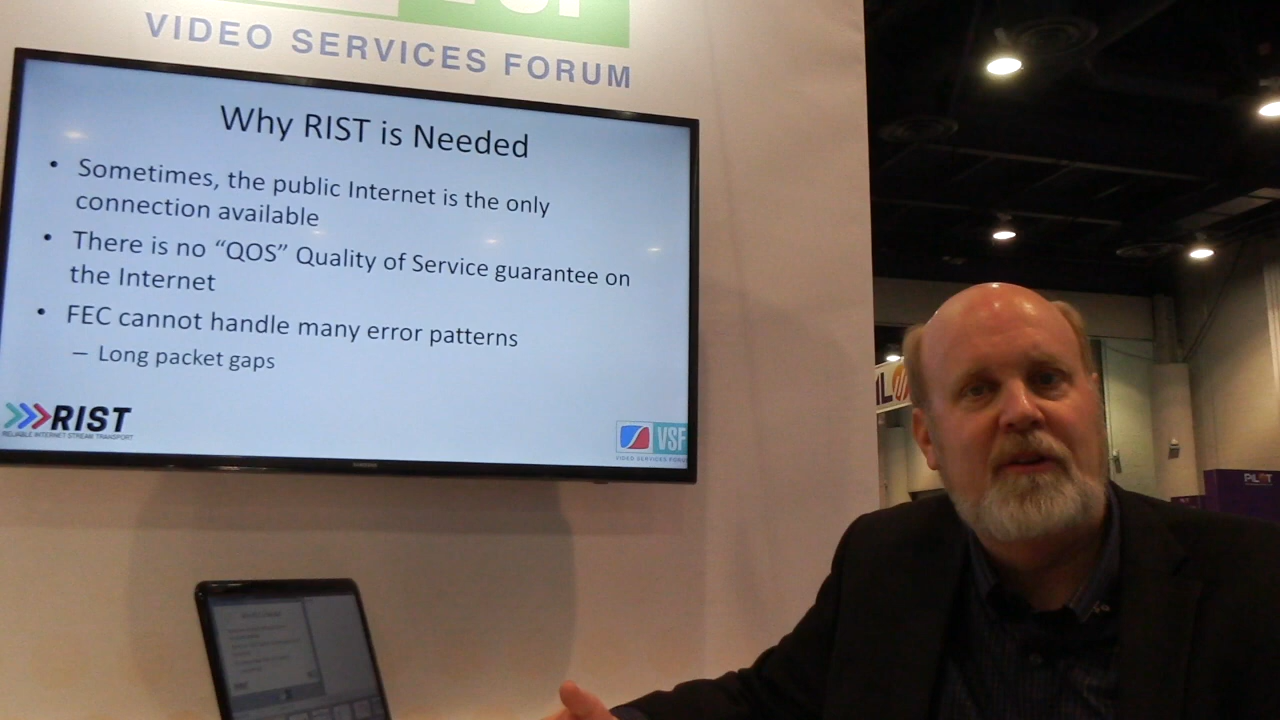 VIDEO SERVICES FORUM
Why RIST is Needed
• Sometimes, the public Internet is the only
connection available
• There is no “QOS” Quality of Service guarantee on
the Internet
• FEC cannot handle many error patterns
– Long packet gaps
RIST
RELIABLE INTERNET STREAM TRANSPORT
VSF
VIDEO SERVICES FORUM
SAMSUNG
PILOT